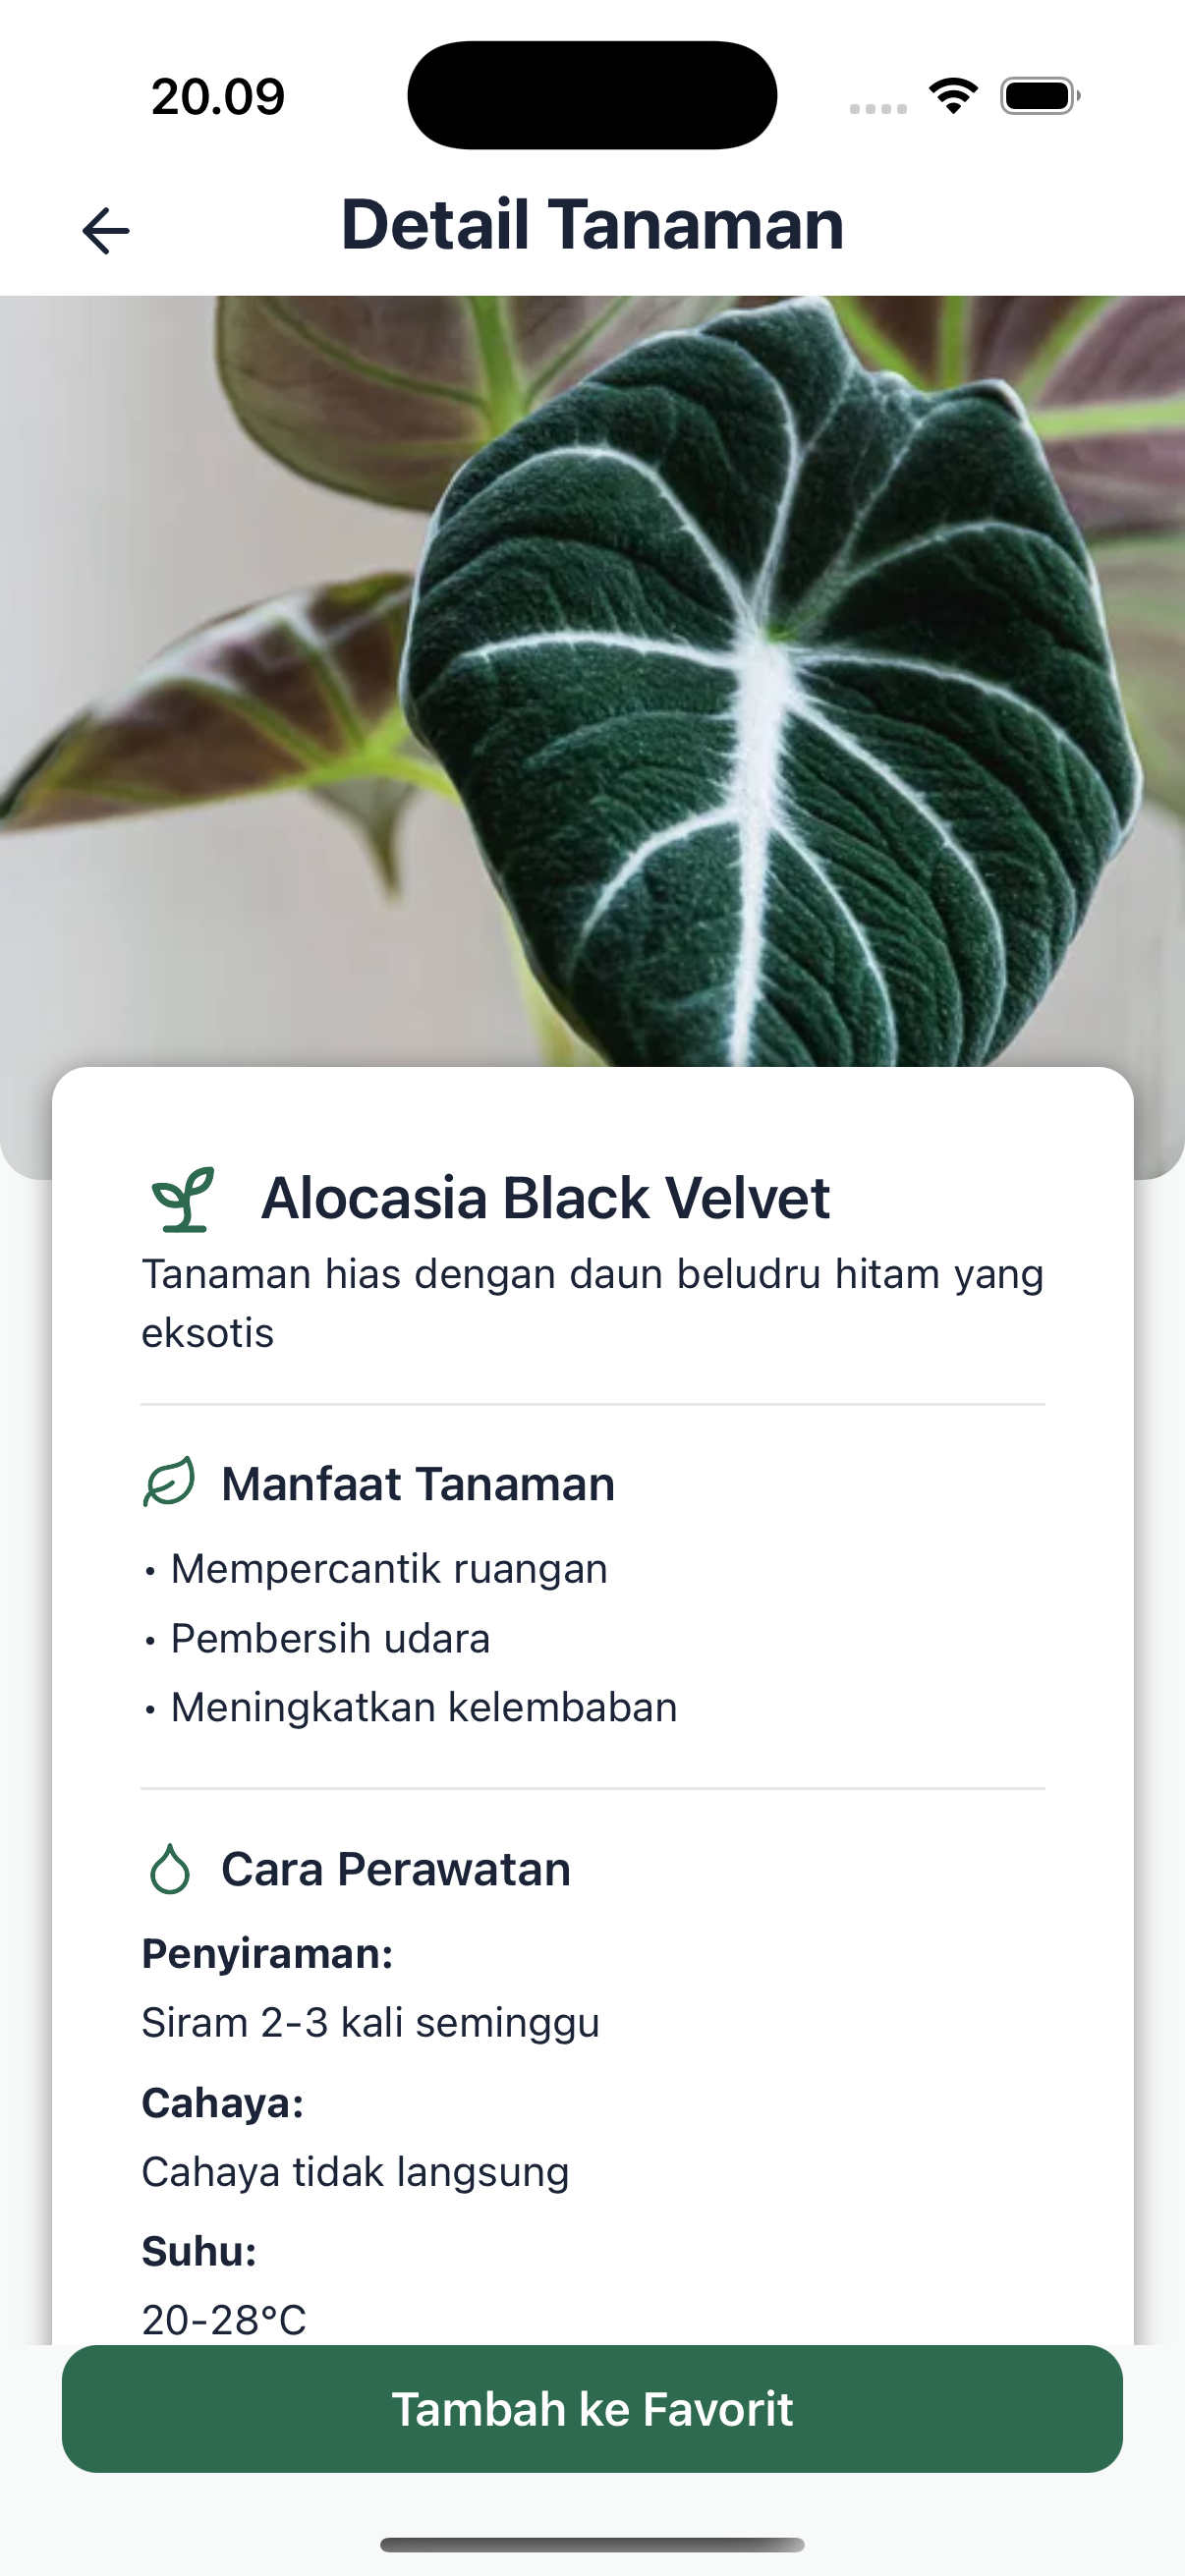 20.09
Detail Tanaman
Alocasia Black Velvet
Tanaman hias dengan daun beludru hitam yang
eksotis
Manfaat Tanaman
• Mempercantik ruangan
• Pembersih udara
• Meningkatkan kelembaban
Cara Perawatan
Penyiraman:
Siram 2-3 kali seminggu
Cahaya:
Cahaya tidak langsung
Suhu:
20-28°C
Tambah ke Favorit